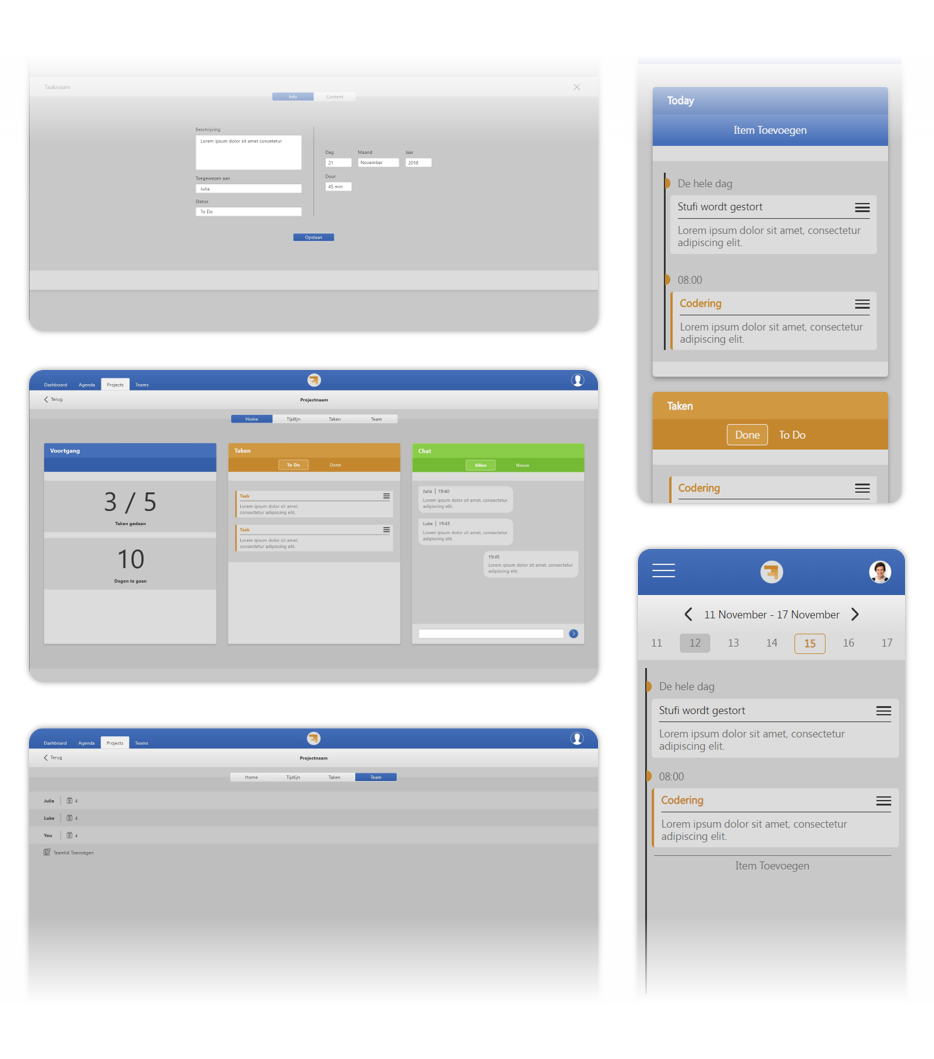 Taaknaam
Info Content
Beschrijving
Lorem ipsum dolor sit amet consetetur
Toegewezen aan
Julia
Status
To Do
Dag Maand Jaar
21 November 2018
Duur
45 min
Opslaan
Dashboard Agenda Projects Teams
Terug
Projectnaam
Home Tijdlijn Taken Team
Voortgang
3 / 5
Taken gedaan
10
Dagen te gaan
Taken
To Do Done
Task
Lorem ipsum dolor sit amet,
consectetur adipiscing elit.
Task
Lorem ipsum dolor sit amet,
consectetur adipiscing elit.
Chat
Alles Nieuw
Julia | 19:40
Lorem ipsum dolor sit amet, consectetur
adipiscing elit.
Luke | 19:43
Lorem ipsum dolor sit amet, consectetur
adipiscing elit.
19:45
Lorem ipsum dolor sit amet, consectetur
adipiscing elit.
Dashboard Agenda Projects Teams
Terug
Projectnaam
Home Tijdlijn Taken Team
Julia 4
Luke 4
You 4
Teamlid Toevoegen
Today
Item Toevoegen
De hele dag
Stufi wordt gestort
Lorem ipsum dolor sit amet, consectetur
adipiscing elit.
08:00
Codering
Lorem ipsum dolor sit amet, consectetur
adipiscing elit.
Taken
Done To Do
Codering
11 November - 17 November
11 12 13 14 15 16 17
De hele dag
Stufi wordt gestort
Lorem ipsum dolor sit amet, consectetur
adipiscing elit.
08:00
Codering
Lorem ipsum dolor sit amet, consectetur
adipiscing elit.
Item Toevoegen